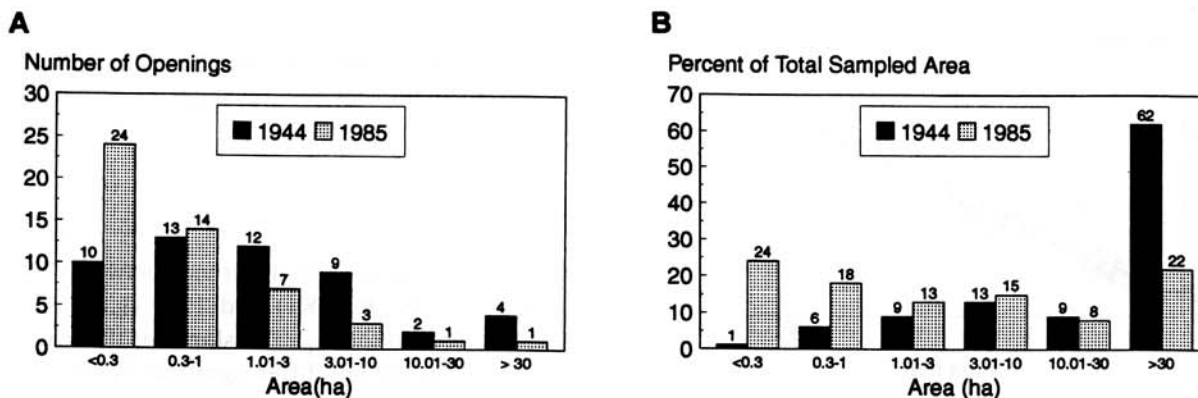 A
Number of Openings
30
25
20
15
10
5
0
1944 1985
10 24 13 14 12 7 9 3 2 1 4 1
<0.3 0.3-1 1.01-3 3.01-10 10.01-30 >30
Area(ha)
B
Percent of Total Sampled Area
70
60
50
40
30
20
10
0
1944 1985
1 24 6 18 9 13 13 15 9 8 62 22
<0.3 0.3-1 1.01-3 3.01-10 10.01-30 >30
Area (ha)